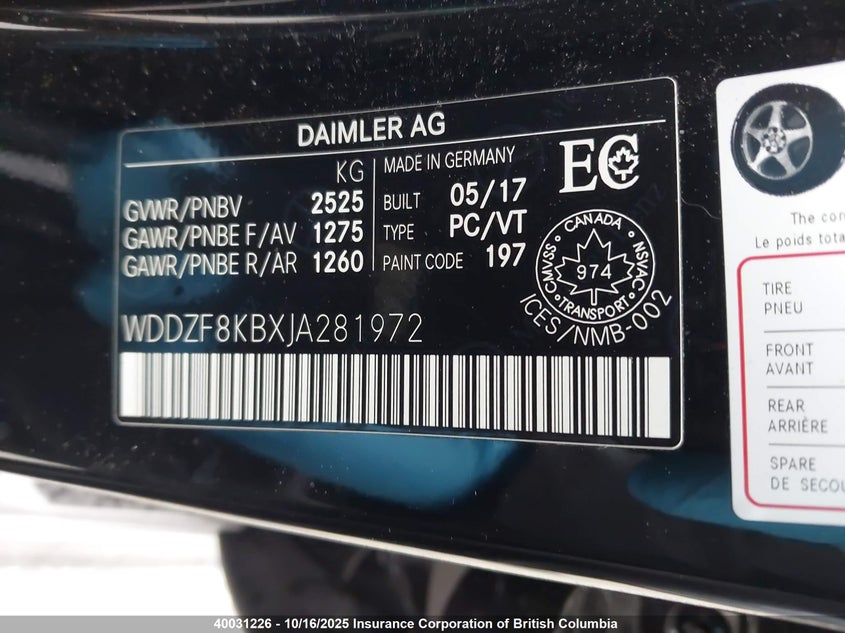 DAIMLER AG
KG
GVWR/PNBV 2525
GAWR/PNBE F/AV 1275
GAWR/PNBE R/AR 1260
MADE IN GERMANY
BUILT 05/17
TYPE PC/VT
PAINT CODE 197
EC
CANADA
CMVSS 974 NSVAC
TRANSPORT
ICES/NMB-002
WDDZF8KBXJA281972
The con
Le poids tota
TIRE
PNEU
FRONT
AVANT
REAR
ARRIÈRE
SPARE
DE SECOU
40031226 - 10/16/2025 Insurance Corporation of British Columbia